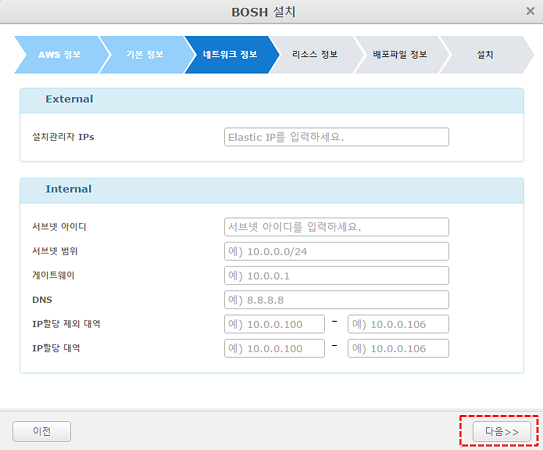 BOSH 설치
×
AWS 정보 기본 정보 네트워크 정보 리소스 정보 배포파일 정보 설치
External
설치관리자 IPs Elastic IP를 입력하세요.
Internal
서브넷 아이디 서브넷 아이디를 입력하세요.
서브넷 범위 예) 10.0.0.0/24
게이트웨이 예) 10.0.0.1
DNS 예) 8.8.8.8
IP할당 제외 대역 예) 10.0.0.100 – 예) 10.0.0.106
IP할당 대역 예) 10.0.0.100 – 예) 10.0.0.106
이전 다음>>